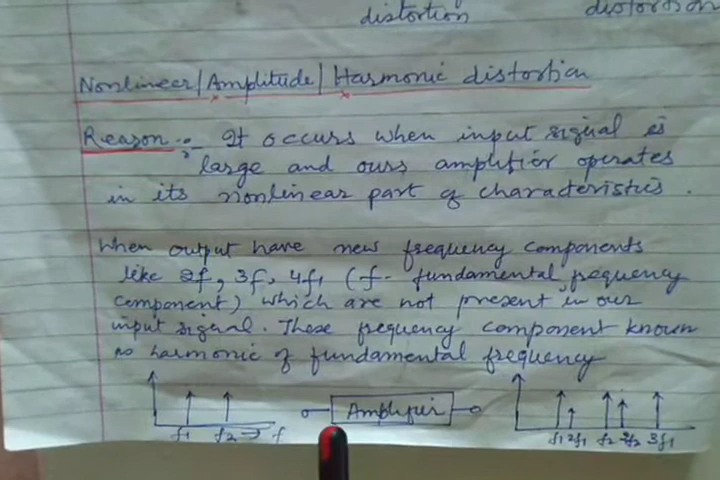 distortion distortion
Nonlinear/Amplitude/Harmonic distortion
Reason :- It occurs when input signal is
large and ours amplifier operates
in its nonlinear part of characteristics.
When output have new frequency components
like 2f, 3f, 4f, (f- fundamental frequency
component) which are not present in our
input signal. These frequency component known
as harmonic of fundamental frequency
f1 f2 → f Amplifier f1 2f1 f2 2f2 3f1